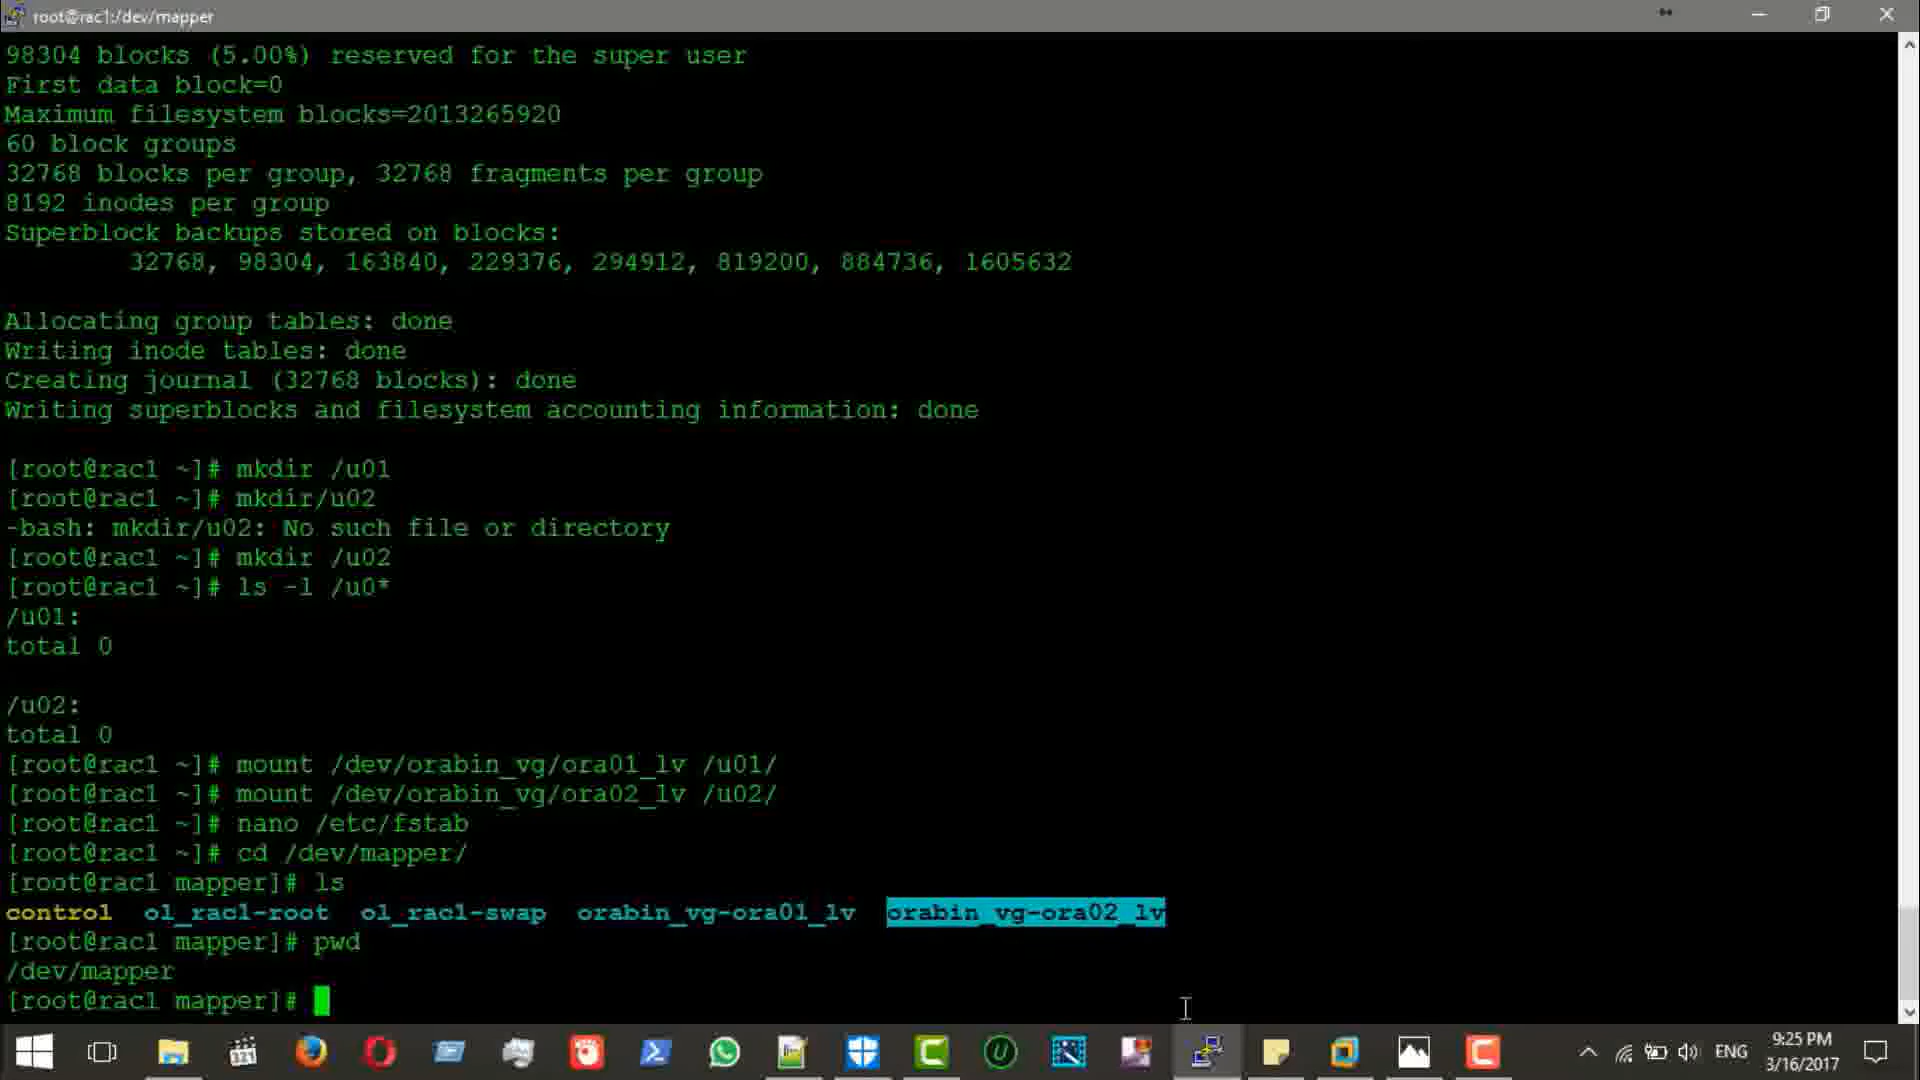 root@rac1:/dev/mapper
98304 blocks (5.00%) reserved for the super user
First data block=0
Maximum filesystem blocks=2013265920
60 block groups
32768 blocks per group, 32768 fragments per group
8192 inodes per group
Superblock backups stored on blocks:
32768, 98304, 163840, 229376, 294912, 819200, 884736, 1605632
Allocating group tables: done
Writing inode tables: done
Creating journal (32768 blocks): done
Writing superblocks and filesystem accounting information: done
[root@rac1 ~]# mkdir /u01
[root@rac1 ~]# mkdir/u02
-bash: mkdir/u02: No such file or directory
[root@rac1 ~]# mkdir /u02
[root@rac1 ~]# ls -l /u0*
/u01:
total 0
/u02:
total 0
[root@rac1 ~]# mount /dev/orabin_vg/ora01_lv /u01/
[root@rac1 ~]# mount /dev/orabin_vg/ora02_lv /u02/
[root@rac1 ~]# nano /etc/fstab
[root@rac1 ~]# cd /dev/mapper/
[root@rac1 mapper]# ls
control ol_rac1-root ol_rac1-swap orabin_vg-ora01_lv orabin_vg-ora02_lv
[root@rac1 mapper]# pwd
/dev/mapper
[root@rac1 mapper]#
321
ENG
9:25 PM
3/16/2017